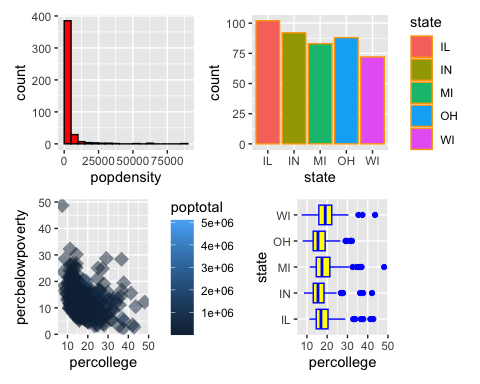 400
300
200
100
0
count
0 25000 50000 75000
popdensity
100
75
50
25
0
count
IL IN MI OH WI
state
state
IL
IN
MI
OH
WI
50
40
30
20
10
0
percbelowpoverty
10 20 30 40 50
percollege
poptotal
5e+06
4e+06
3e+06
2e+06
1e+06
WI
OH
MI
IN
IL
state
10 20 30 40 50
percollege